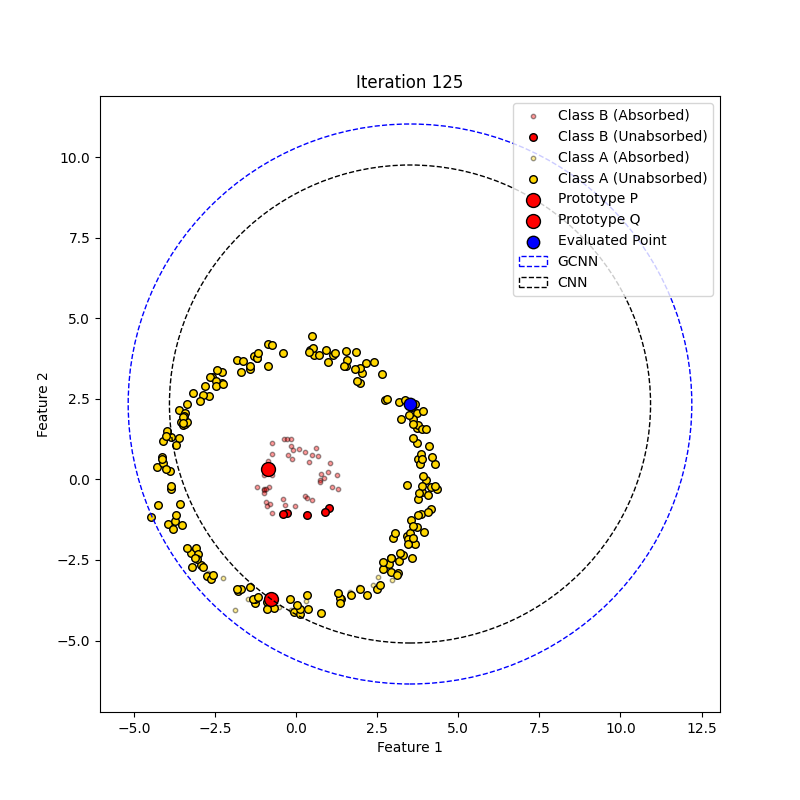 Iteration 125
Class B (Absorbed)
Class B (Unabsorbed)
Class A (Absorbed)
Class A (Unabsorbed)
Prototype P
Prototype Q
Evaluated Point
GCNN
CNN
10.0
7.5
5.0
2.5
0.0
−2.5
−5.0
Feature 2
−5.0 −2.5 0.0 2.5 5.0 7.5 10.0 12.5
Feature 1